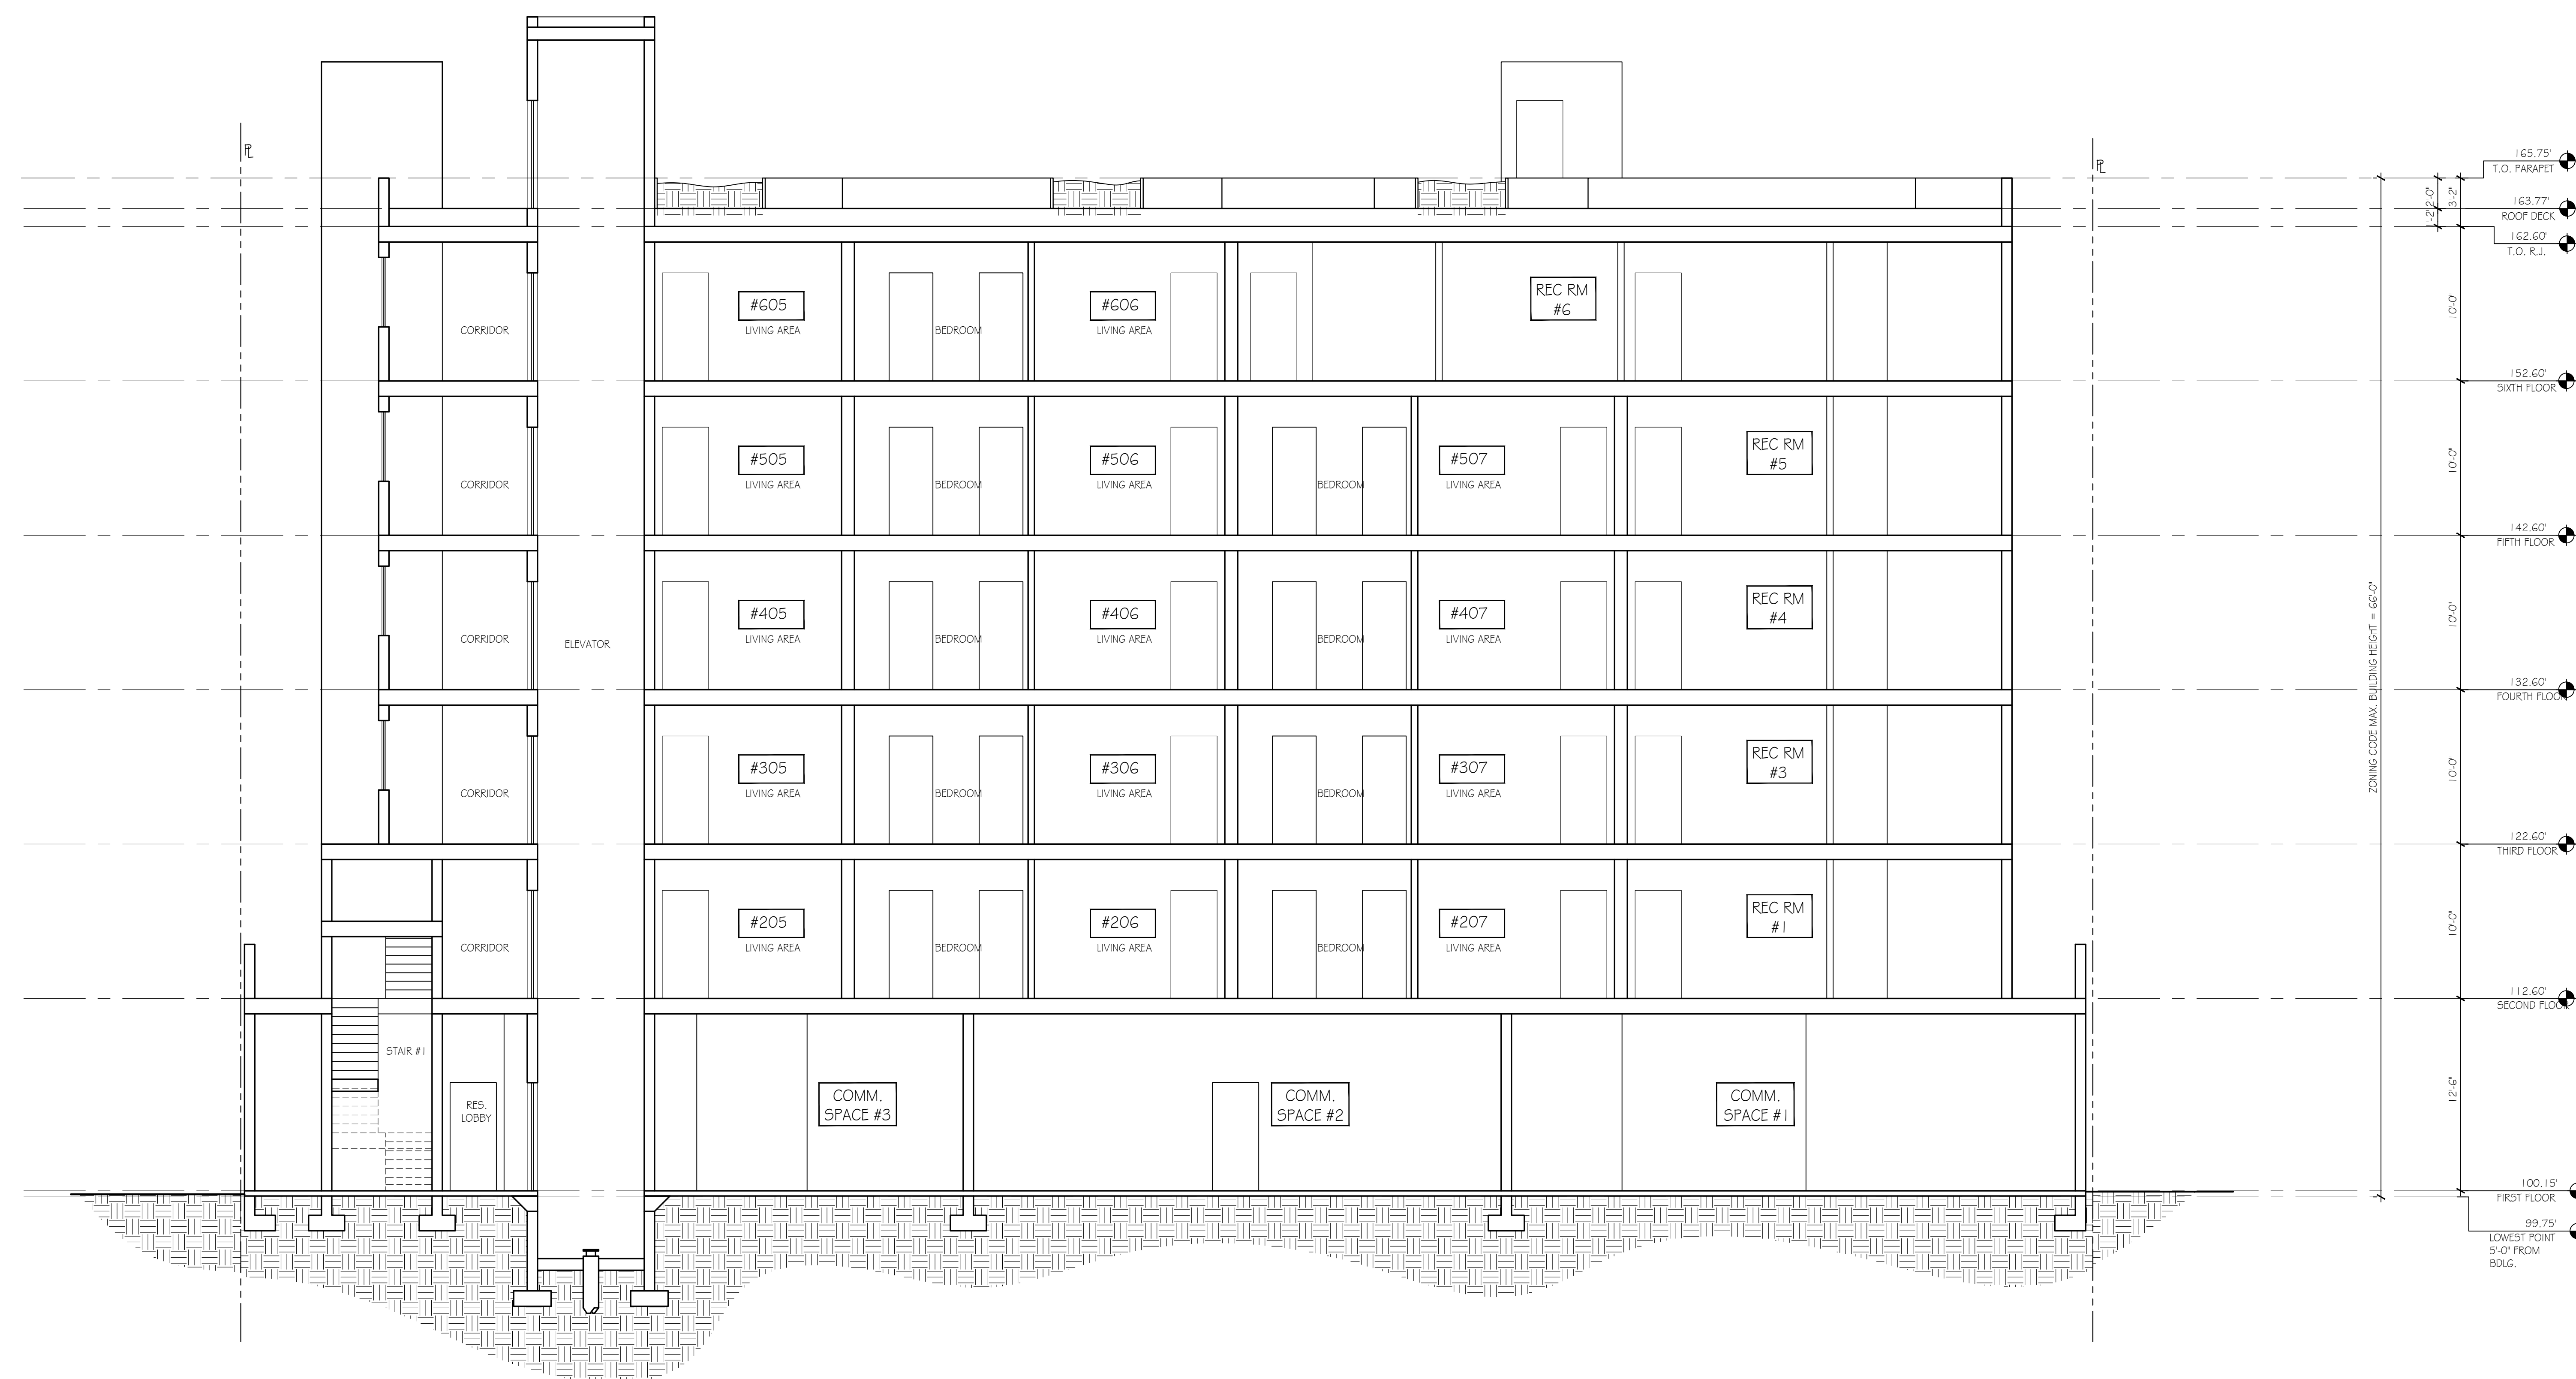 PL
PL
165.75'
T.O. PARAPET
163.77'
ROOF DECK
162.60'
T.O. R.J.
2'-0"
1'-2"
3'-2"
#605
LIVING AREA
#606
LIVING AREA
REC RM
#6
CORRIDOR
BEDROOM
10'-0"
152.60'
SIXTH FLOOR
#505
LIVING AREA
#506
LIVING AREA
#507
LIVING AREA
REC RM
#5
CORRIDOR
BEDROOM
BEDROOM
10'-0"
142.60'
FIFTH FLOOR
#405
LIVING AREA
#406
LIVING AREA
#407
LIVING AREA
REC RM
#4
CORRIDOR
ELEVATOR
BEDROOM
BEDROOM
10'-0"
ZONING CODE MAX. BUILDING HEIGHT = 66'-0"
132.60'
FOURTH FLOOR
#305
LIVING AREA
#306
LIVING AREA
#307
LIVING AREA
REC RM
#3
CORRIDOR
BEDROOM
BEDROOM
10'-0"
122.60'
THIRD FLOOR
#205
LIVING AREA
#206
LIVING AREA
#207
LIVING AREA
REC RM
#1
CORRIDOR
BEDROOM
BEDROOM
10'-0"
112.60'
SECOND FLOOR
STAIR #1
RES.
LOBBY
COMM.
SPACE #3
COMM.
SPACE #2
COMM.
SPACE #1
12'-6"
100.15'
FIRST FLOOR
99.75'
LOWEST POINT
5'-0" FROM
BDLG.